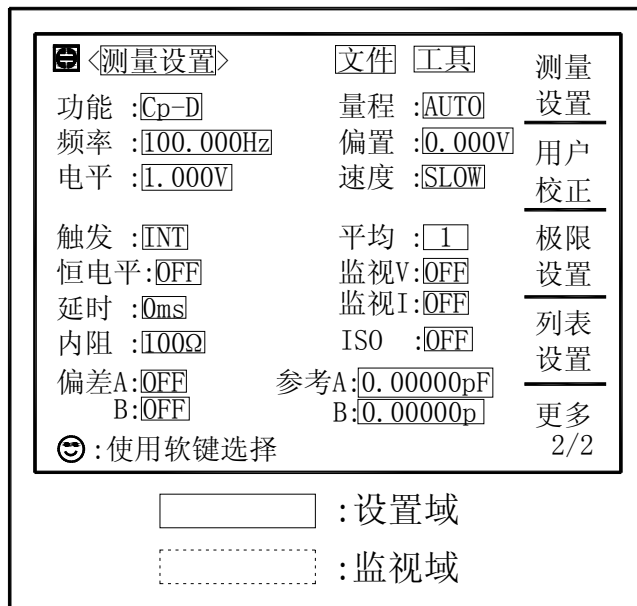 <测量设置> 文件 工具
功能 :Cp-D 量程 :AUTO
频率 :100.000Hz 偏置 :0.000V
电平 :1.000V 速度 :SLOW
触发 :INT 平均 : 1
恒电平:OFF 监视V:OFF
延时 :0ms 监视I:OFF
内阻 :100Ω ISO :OFF
偏差A:OFF 参考A:0.00000pF
B:OFF B:0.00000p
:使用软键选择
测量
设置
用户
校正
极限
设置
列表
设置
更多
2/2
:设置域
:监视域